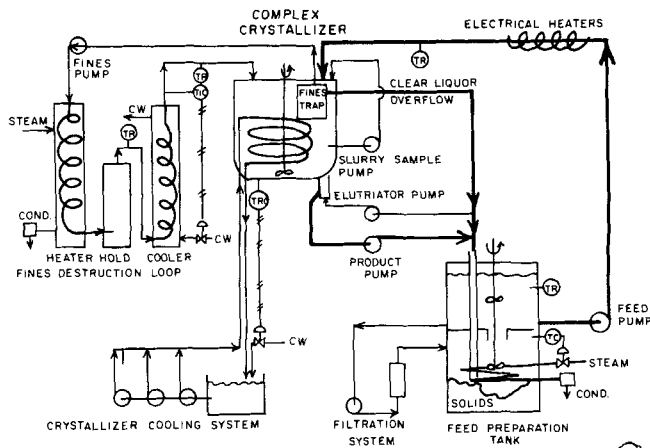 COMPLEX
CRYSTALLIZER
ELECTRICAL HEATERS
FINES
PUMP
TR
TR
TIC
FINES
TRAP
CLEAR LIQUOR
OVERFLOW
STEAM
CW
TR
SLURRY SAMPLE
PUMP
TRC
ELUTRIATOR PUMP
COND.
CW
HEATER HOLD COOLER
FINES DESTRUCTION LOOP
PRODUCT
PUMP
TR
FEED
PUMP
CW
TC
STEAM
COND.
SOLIDS
CRYSTALLIZER COOLING SYSTEM
FILTRATION
SYSTEM
FEED PREPARATION
TANK